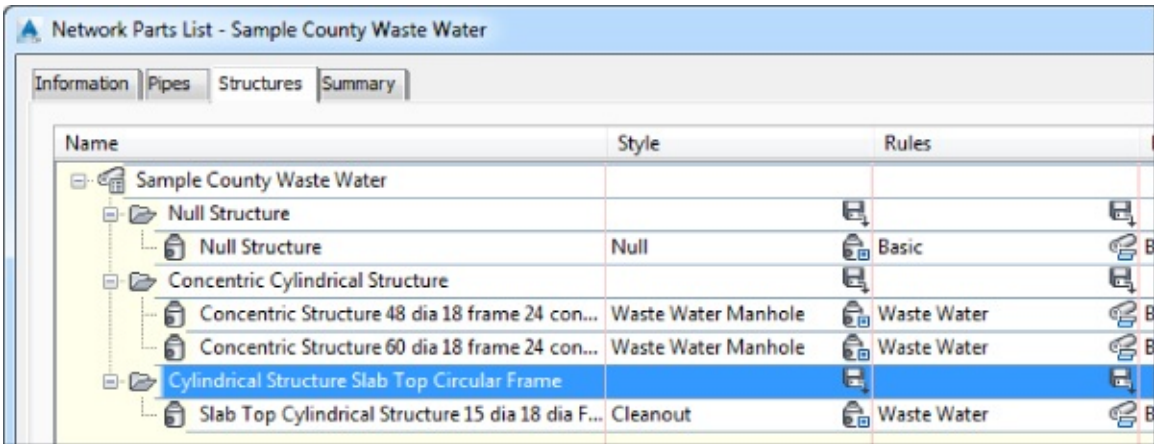 Network Parts List - Sample County Waste Water
Information Pipes Structures Summary
Name Style Rules
Sample County Waste Water
Null Structure
Null Structure Null Basic
Concentric Cylindrical Structure
Concentric Structure 48 dia 18 frame 24 con... Waste Water Manhole Waste Water
Concentric Structure 60 dia 18 frame 24 con... Waste Water Manhole Waste Water
Cylindrical Structure Slab Top Circular Frame
Slab Top Cylindrical Structure 15 dia 18 dia F... Cleanout Waste Water